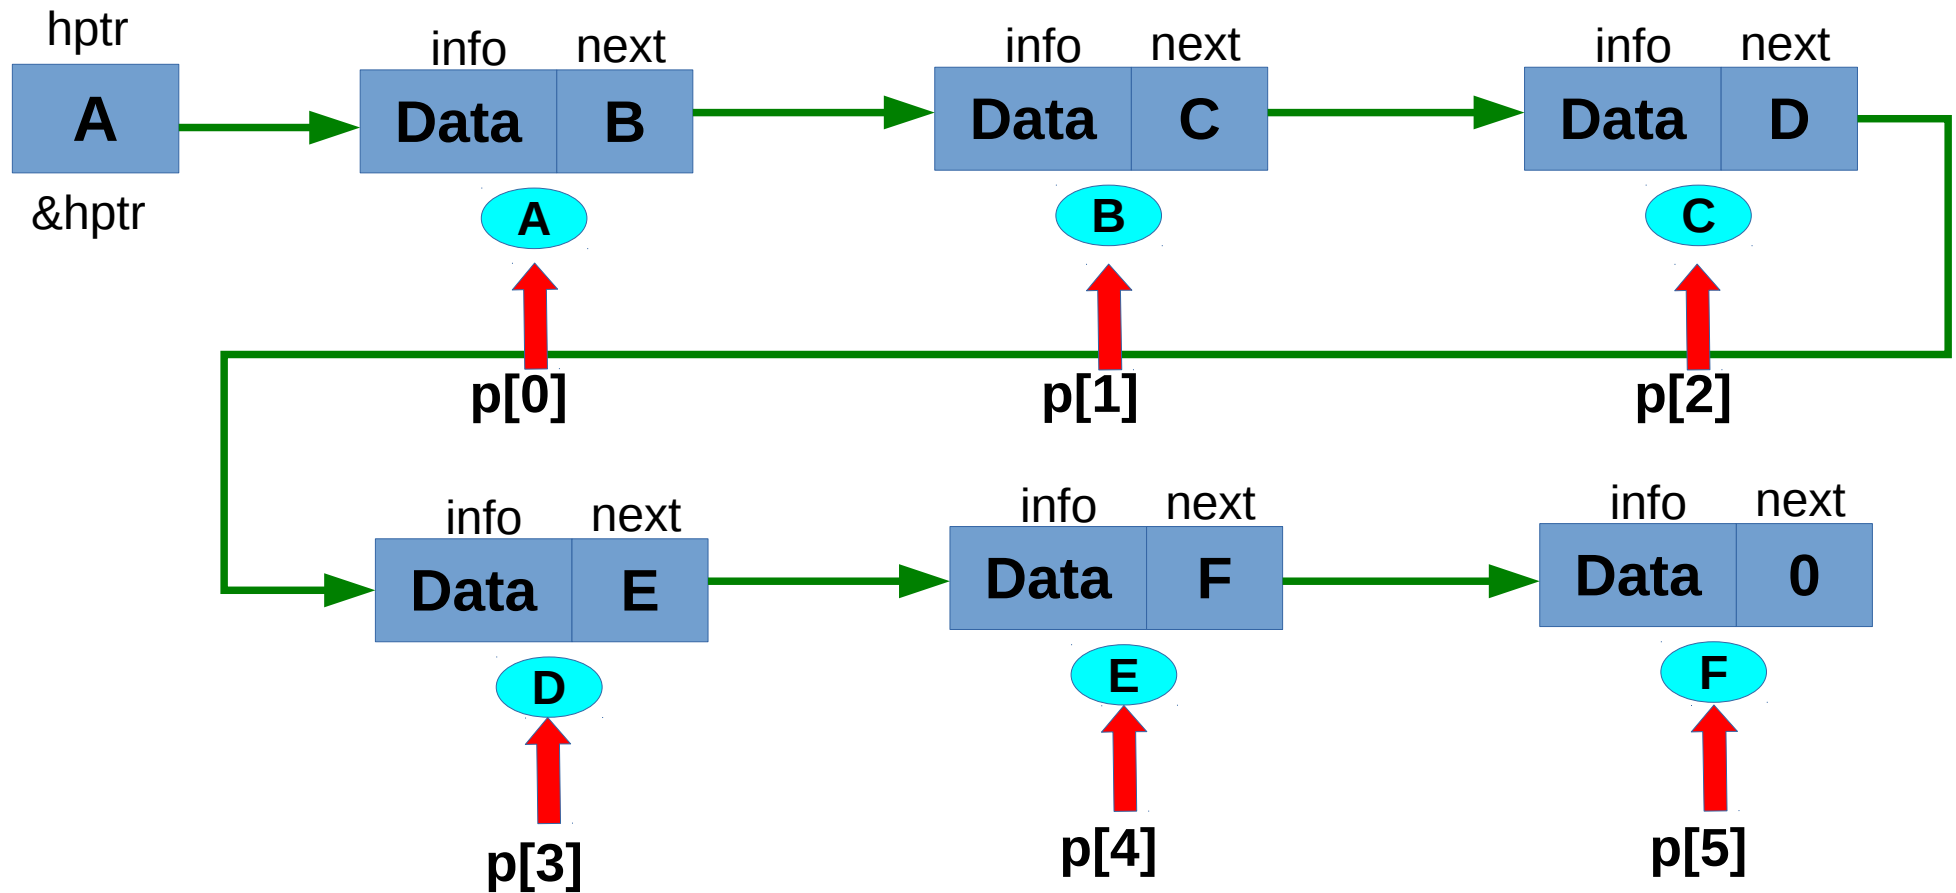 hptr
info next info next info next
A Data B Data C Data D
&hptr A B C
p[0] p[1] p[2]
info next info next info next
Data E Data F Data 0
D E F
p[3] p[4] p[5]